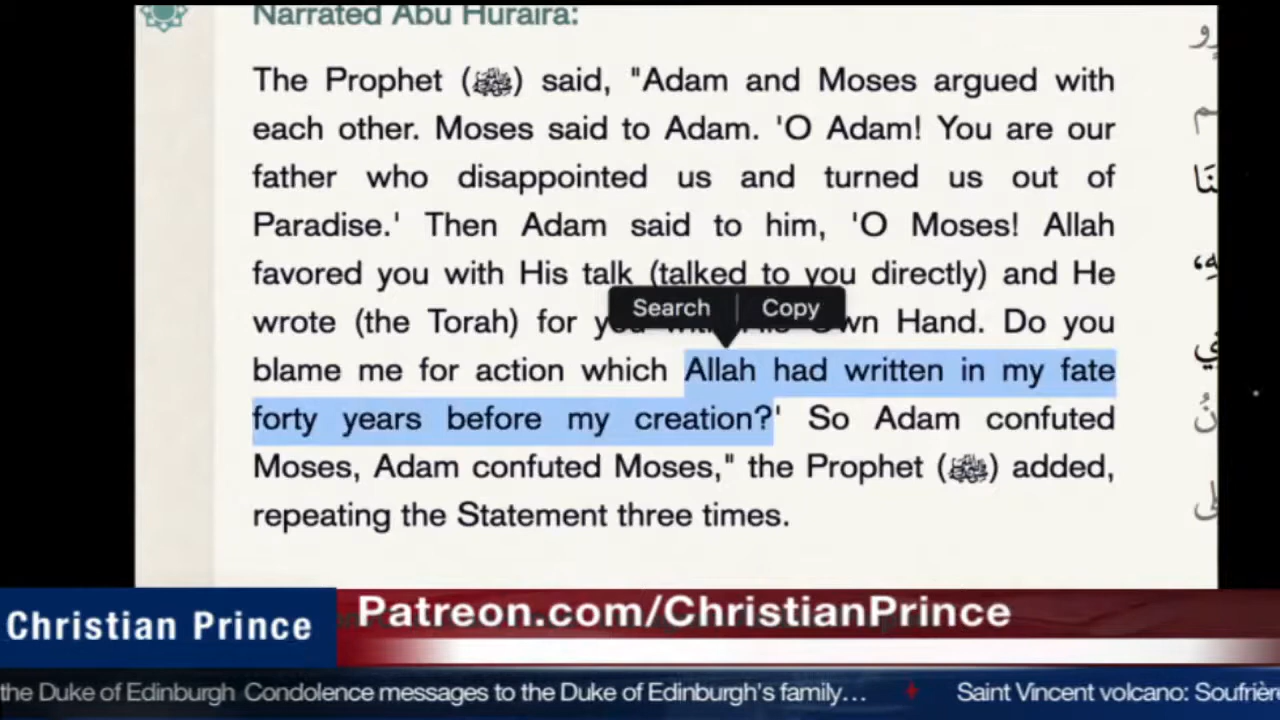 Narrated Abu Huraira:
The Prophet (ﷺ) said, "Adam and Moses argued with
each other. Moses said to Adam. 'O Adam! You are our
father who disappointed us and turned us out of
Paradise.' Then Adam said to him, 'O Moses! Allah
favored you with His talk (talked to you directly) and He
Search Copy
wrote (the Torah) for you with His Own Hand. Do you
blame me for action which Allah had written in my fate
forty years before my creation?' So Adam confuted
Moses, Adam confuted Moses," the Prophet (ﷺ) added,
repeating the Statement three times.
Christian Prince
Patreon.com/ChristianPrince
the Duke of Edinburgh Condolence messages to the Duke of Edinburgh's family... Saint Vincent volcano: Soufrière